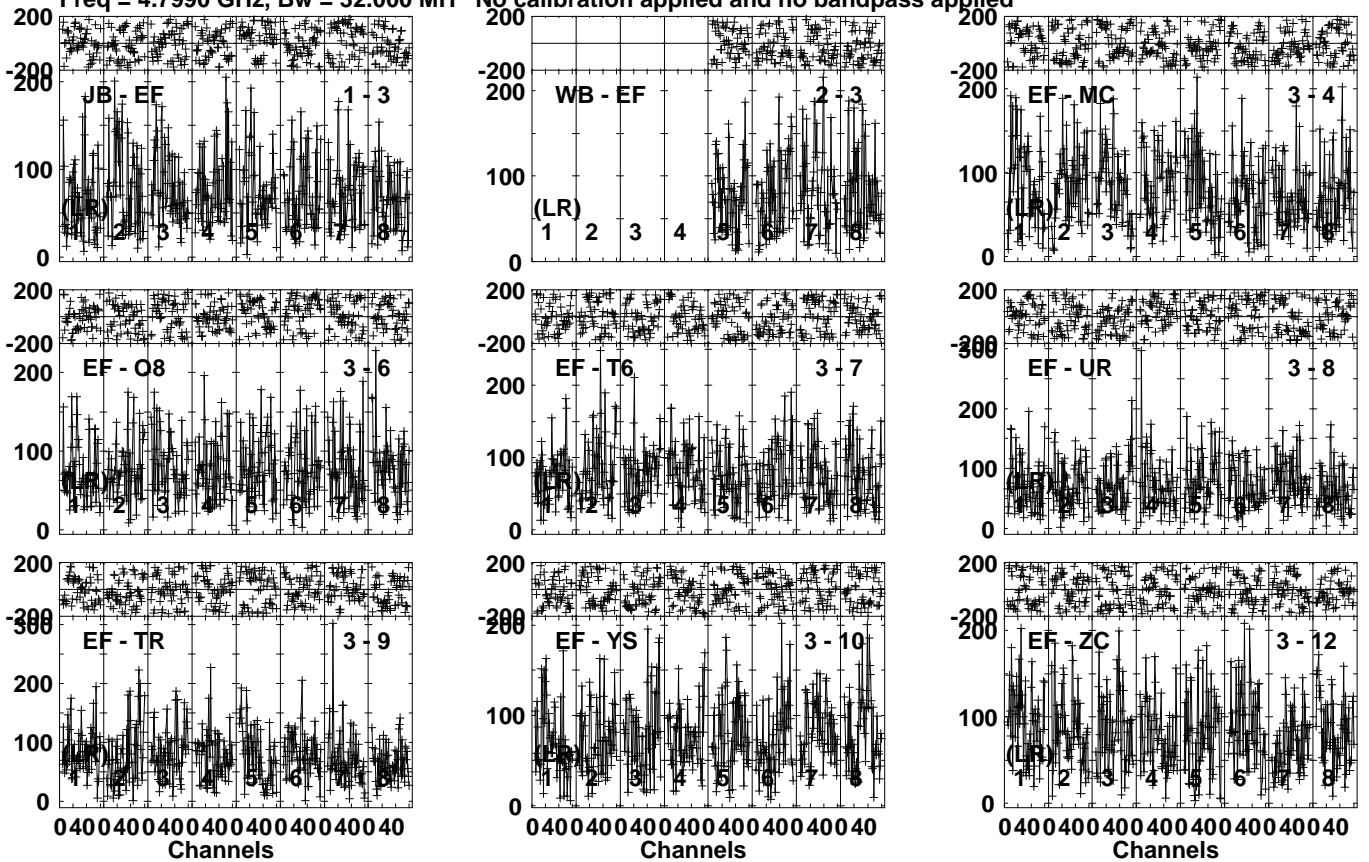 Freq = 4.7990 GHz, Bw = 32.000 MH No calibration applied and no bandpass applied
200 200 200
-200 -200 -200
200 200
JB - EF 1 - 3 WB - EF 2 - 3 EF - MC 3 - 4
200 200
100 100 100
(LR) (LR) (LR)
1 2 3 4 5 6 7 8 1 2 3 4 5 6 7 8 1 2 3 4 5 6 7 8
0 0 0
200 200 200
-200 -200 -200
300
EF - O8 3 - 6 EF - T6 3 - 7 EF - UR 3 - 8
200 200 200
100 100 100
(LR) (LR) (LR)
1 2 3 4 5 6 7 8 1 2 3 4 5 6 7 8 1 2 3 4 5 6 7 8
0 0 0
200 200 200
-200 -200 -200
300 200
EF - TR 3 - 9 EF - YS 3 - 10 EF - ZC 3 - 12
200 200
100 100 100
(LR) (LR) (LR)
1 2 3 4 5 6 7 8 1 2 3 4 5 6 7 8 1 2 3 4 5 6 7 8
0 0 0
0 40 0 40 0 40 0 40 0 40 0 40 0 40 0 40 0 40 0 40 0 40 0 40 0 40 0 40 0 40 0 40 0 40 0 40 0 40 0 40 0 40 0 40 0 40 0 40
Channels Channels Channels